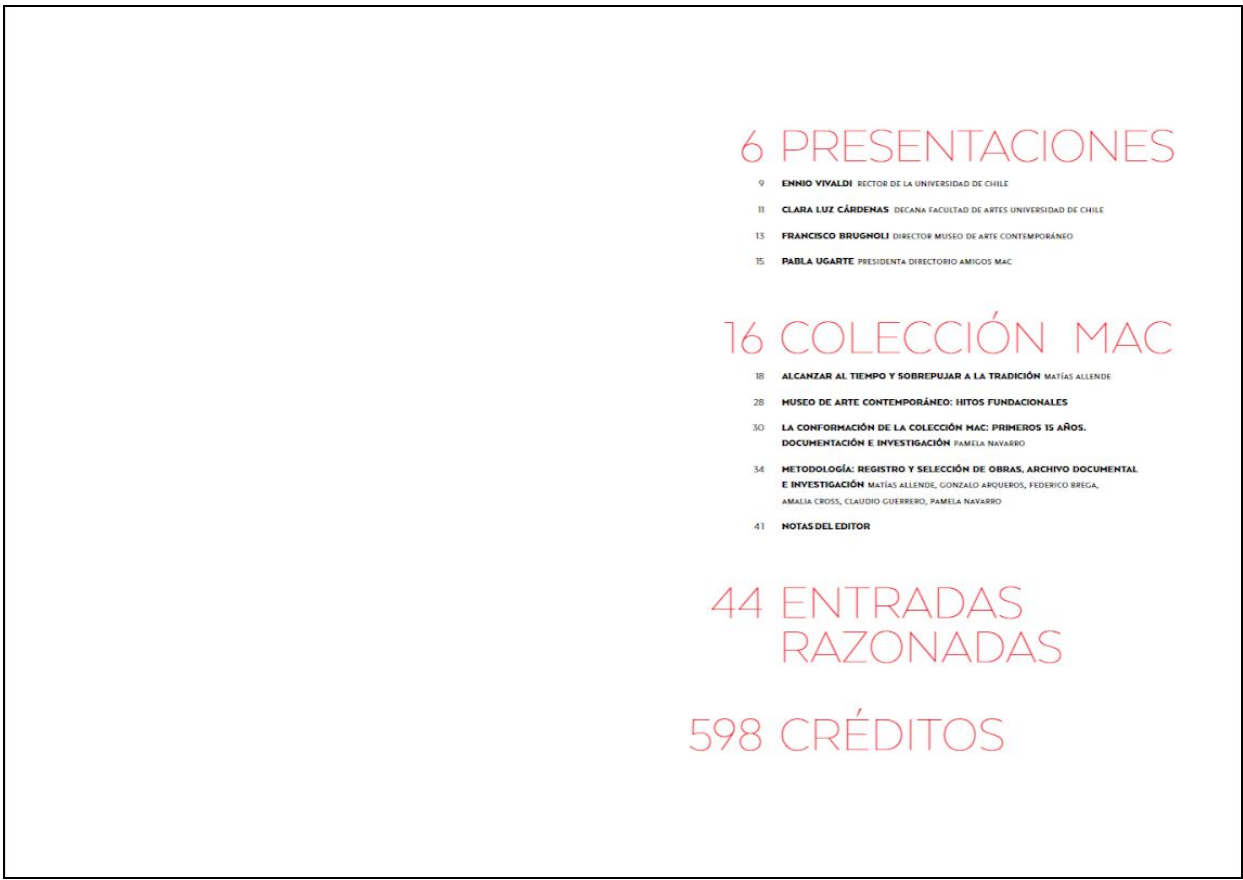 6 PRESENTACIONES
9 ENNIO VIVALDI RECTOR DE LA UNIVERSIDAD DE CHILE
11 CLARA LUZ CÁRDENAS DECANA FACULTAD DE ARTES UNIVERSIDAD DE CHILE
13 FRANCISCO BRUGNOLI DIRECTOR MUSEO DE ARTE CONTEMPORÁNEO
15 PABLA UGARTE PRESIDENTA DIRECTORIO AMIGOS MAC
16 COLECCIÓN MAC
18 ALCANZAR AL TIEMPO Y SOBREPUJAR A LA TRADICIÓN MATÍAS ALLENDE
28 MUSEO DE ARTE CONTEMPORÁNEO: HITOS FUNDACIONALES
30 LA CONFORMACIÓN DE LA COLECCIÓN MAC: PRIMEROS 15 AÑOS.
DOCUMENTACIÓN E INVESTIGACIÓN PAMELA NAVARRO
34 METODOLOGÍA: REGISTRO Y SELECCIÓN DE OBRAS, ARCHIVO DOCUMENTAL
E INVESTIGACIÓN MATÍAS ALLENDE, GONZALO ARQUEROS, FEDERICO BREGA,
AMALIA CROSS, CLAUDIO GUERRERO, PAMELA NAVARRO
41 NOTAS DEL EDITOR
44 ENTRADAS
RAZONADAS
598 CRÉDITOS